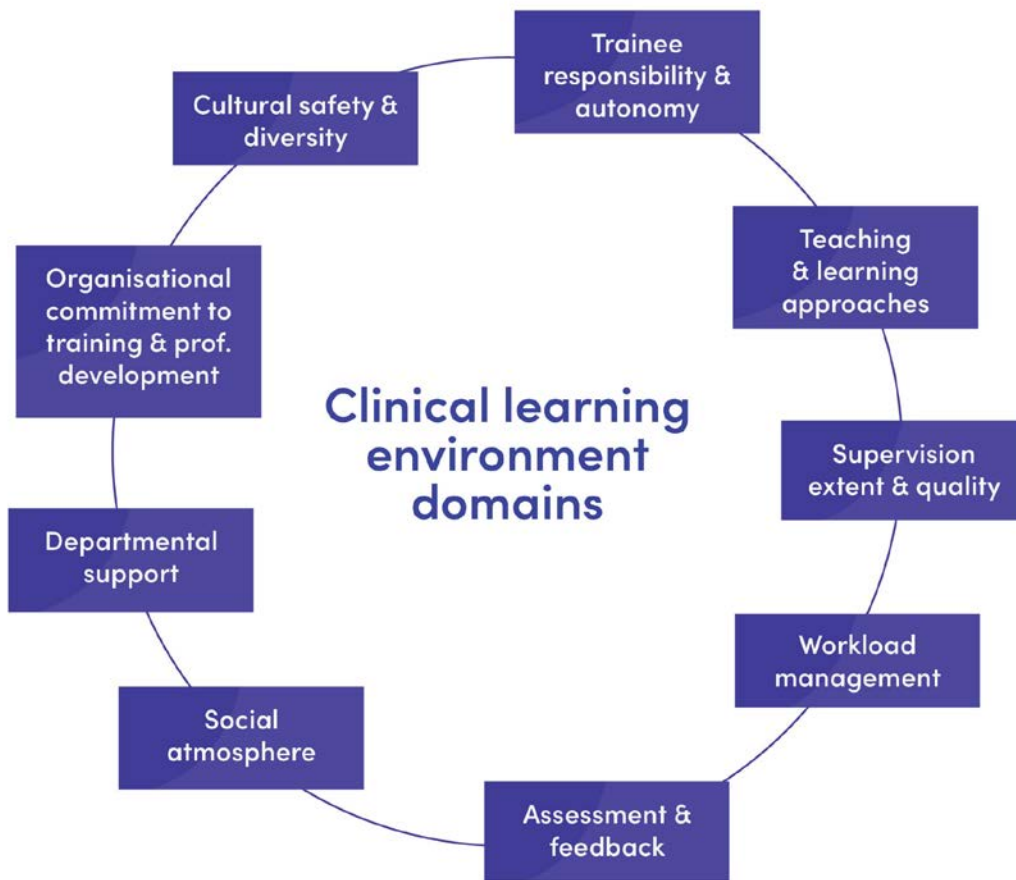 Trainee
responsibility &
autonomy
Teaching
& learning
approaches
Supervision
extent & quality
Workload
management
Assessment &
feedback
Social
atmosphere
Departmental
support
Organisational
commitment to
training & prof.
development
Cultural safety &
diversity
Clinical learning
environment
domains